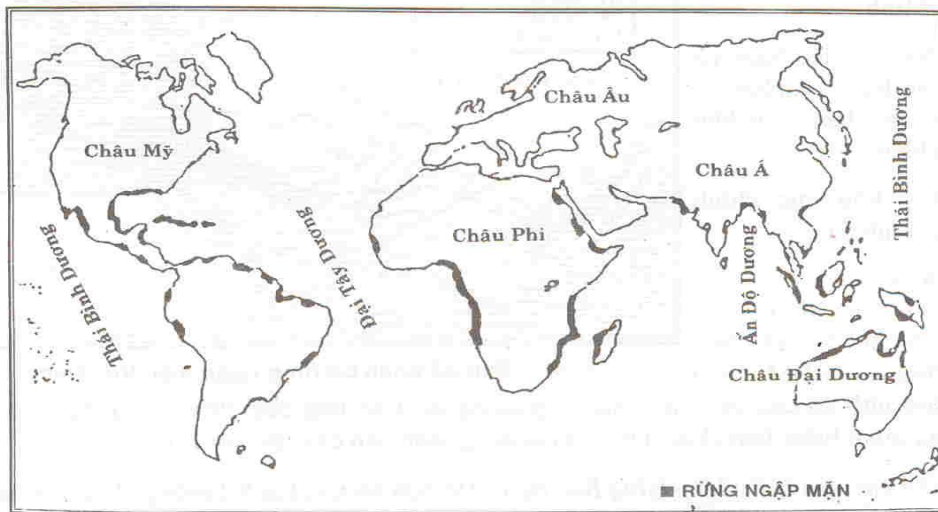 Châu Âu
Châu Mỹ
Châu Á
Thái Bình Dương
Châu Phi
Đại Tây Dương
Thái Bình Dương
Ấn Độ Dương
Châu Đại Dương
RỪNG NGẬP MẶN